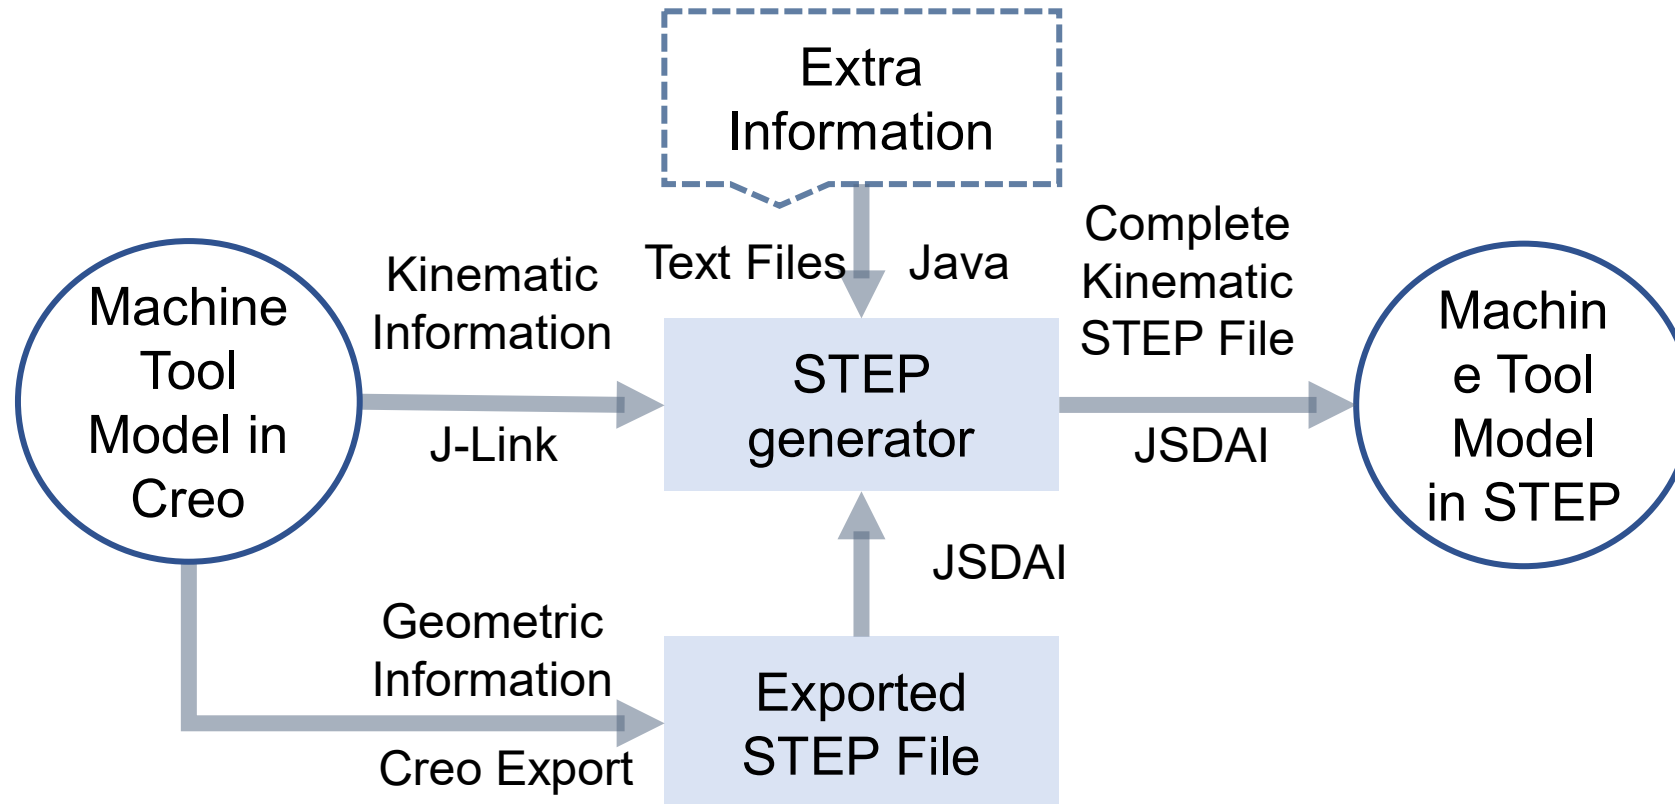 Extra
Information
Text Files
Java
Complete
Kinematic
STEP File
Kinematic
Information
Machine
Tool
Model in
Creo
J-Link
STEP
generator
JSDAI
Machin
e Tool
Model
in STEP
JSDAI
Geometric
Information
Creo Export
Exported
STEP File